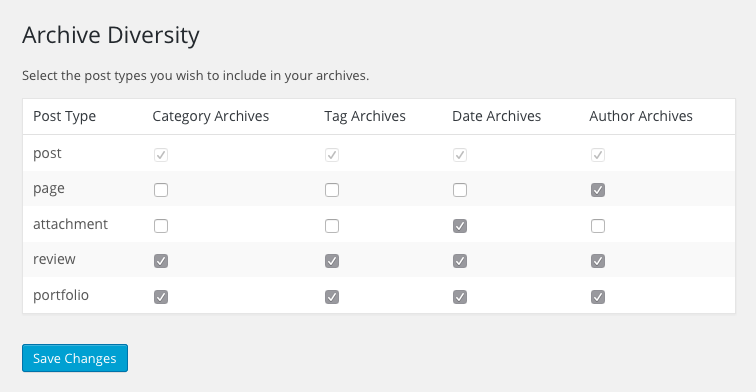 Archive Diversity
Select the post types you wish to include in your archives.
Post Type Category Archives Tag Archives Date Archives Author Archives
post
page
attachment
review
portfolio
Save Changes